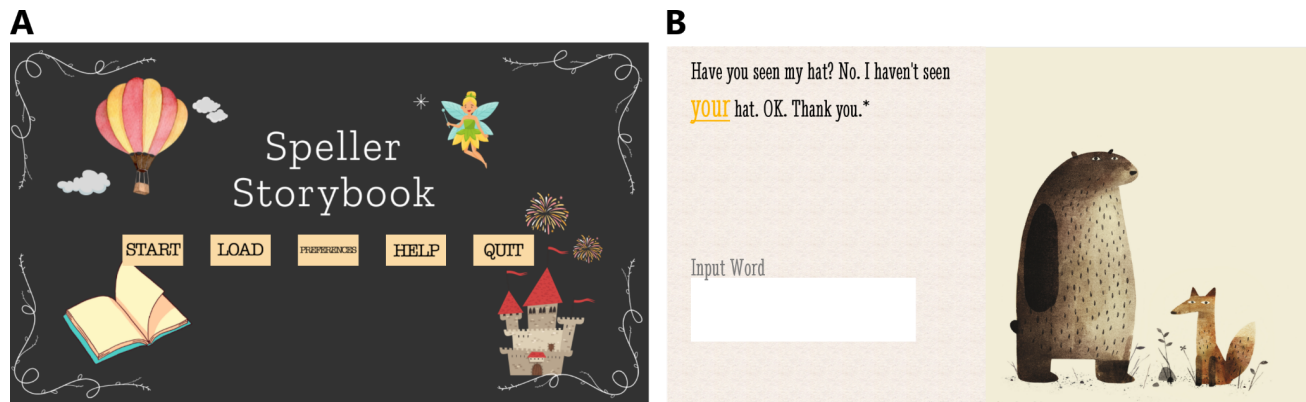 A
Speller
Storybook
START LOAD PREFERENCES HELP QUIT
B
Have you seen my hat? No. I haven't seen
your hat. OK. Thank you.*
Input Word